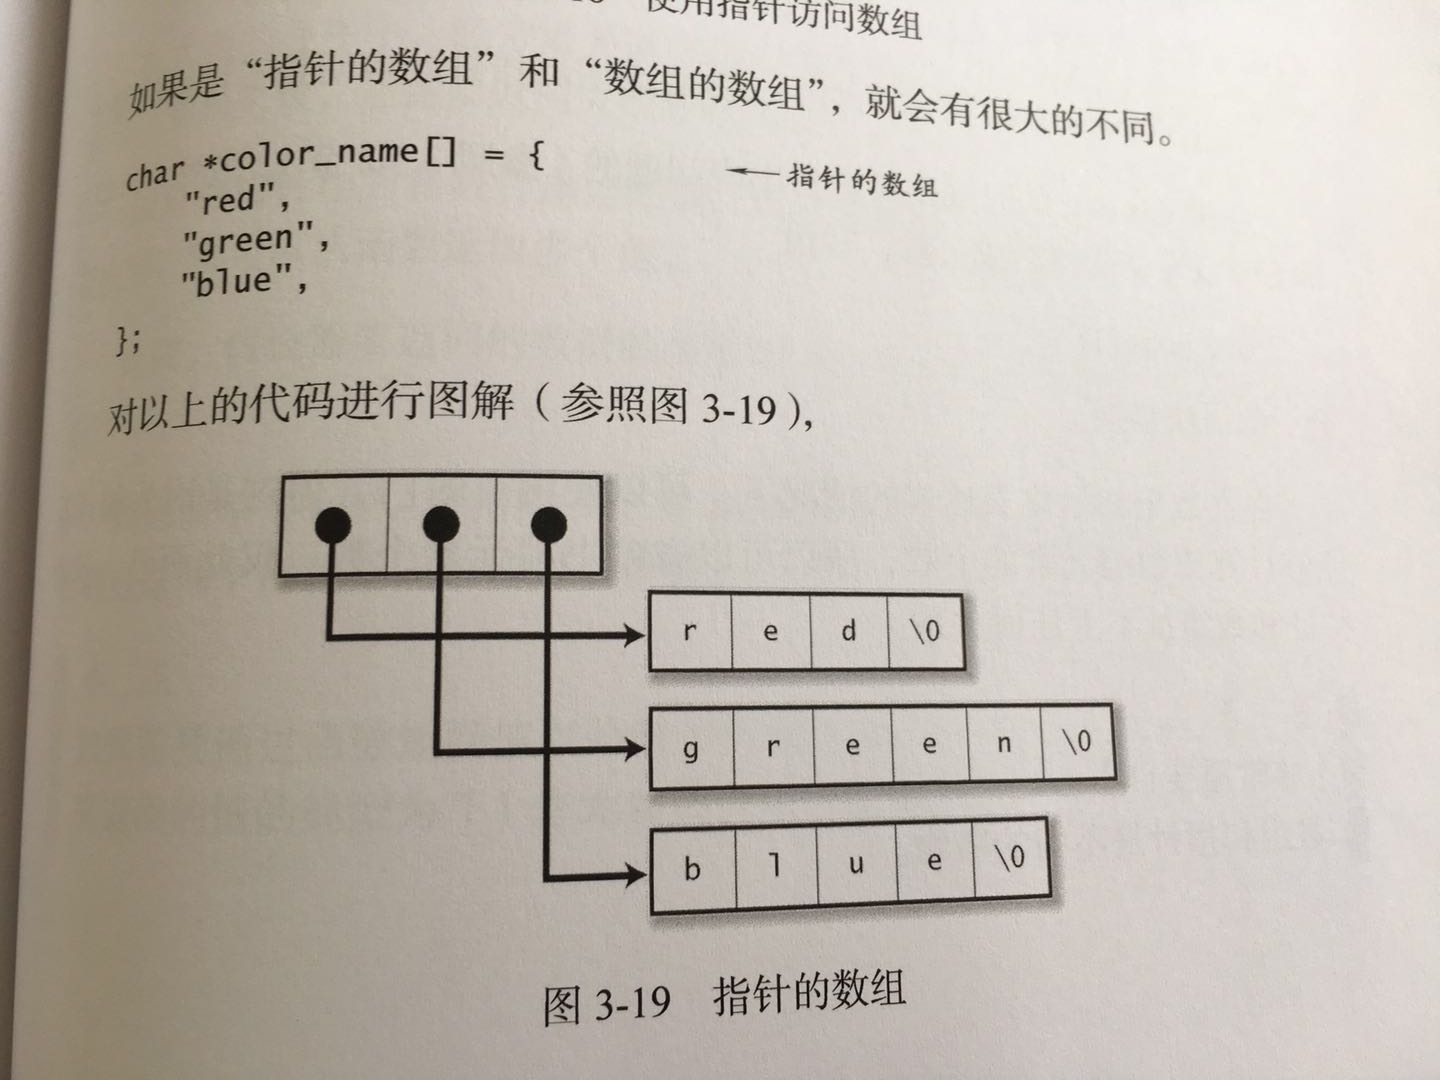 使用指针访问数组
如果是“指针的数组”和“数组的数组”，就会有很大的不同。
char *color_name[] = { ←指针的数组
"red",
"green",
"blue",
};
对以上的代码进行图解（参照图 3-19），
r e d \0
g r e e n \0
b l u e \0
图 3-19 指针的数组